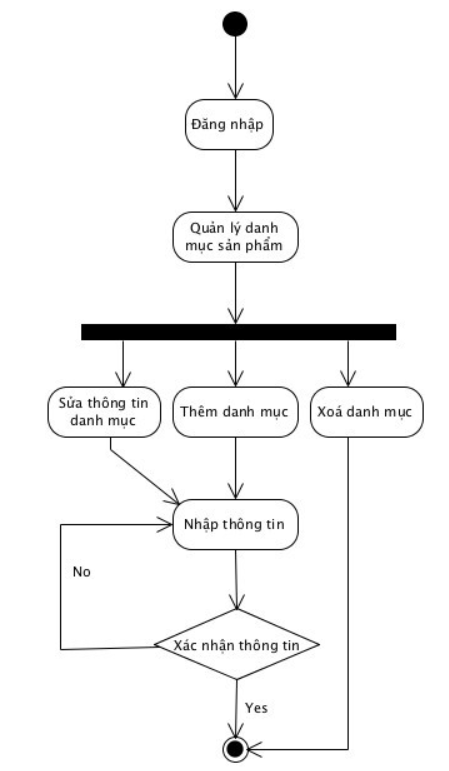 Đăng nhập
Quản lý danh
mục sản phẩm
Sửa thông tin
danh mục
Thêm danh mục
Xoá danh mục
Nhập thông tin
No
Xác nhận thông tin
Yes